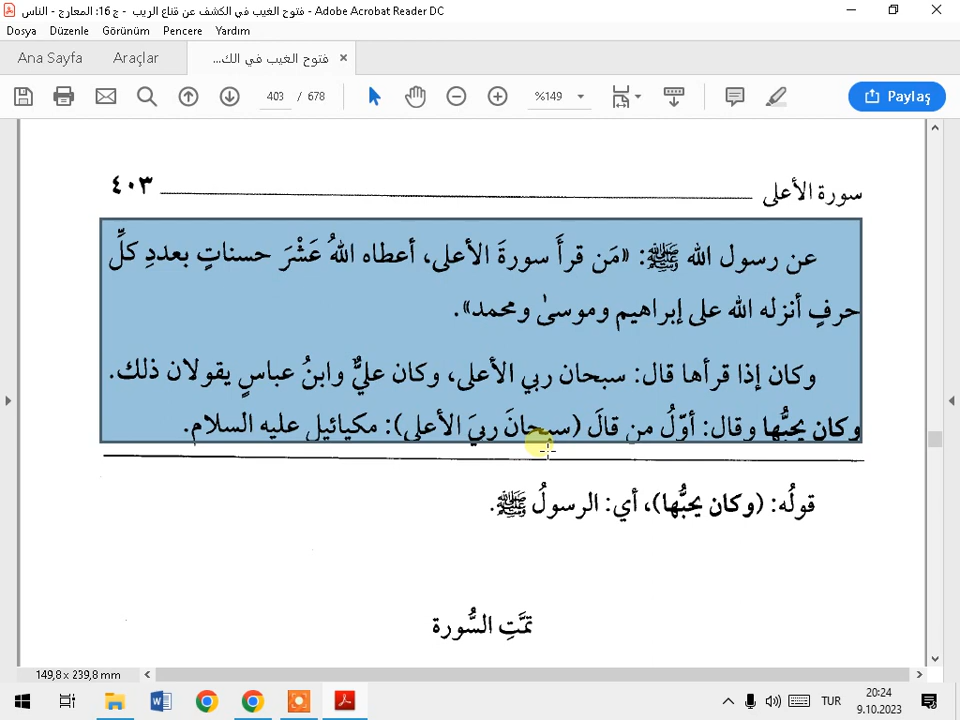 فتوح الغيب في الكشف عن قناع الريب - ج 16: المعارج - الناس - Adobe Acrobat Reader DC
Dosya Düzenle Görünüm Pencere Yardım
Ana Sayfa Araçlar فتوح الغيب في الك... ×
403 / 678 %149 Paylaş
سورة الأعلى ٤٠٣
عن رسول الله ﷺ: «مَن قرأَ سورةَ الأعلى، أعطاه اللهُ عَشْرَ حسناتٍ بعددِ كلِّ
حرفٍ أنزله الله على إبراهيم وموسىٰ ومحمد».
وكان إذا قرأها قال: سبحان ربي الأعلى، وكان عليٌّ وابنُ عباسٍ يقولان ذلك.
وكان يحبُّها وقال: أوّلُ من قالَ (سبحانَ ربيَ الأعلى): ميكائيل عليه السلام.
قولُه: (وكان يحبُّها)، أي: الرسولُ ﷺ.
تمَّتِ السُّورة
149,8 x 239,8 mm
TUR 20:24
9.10.2023